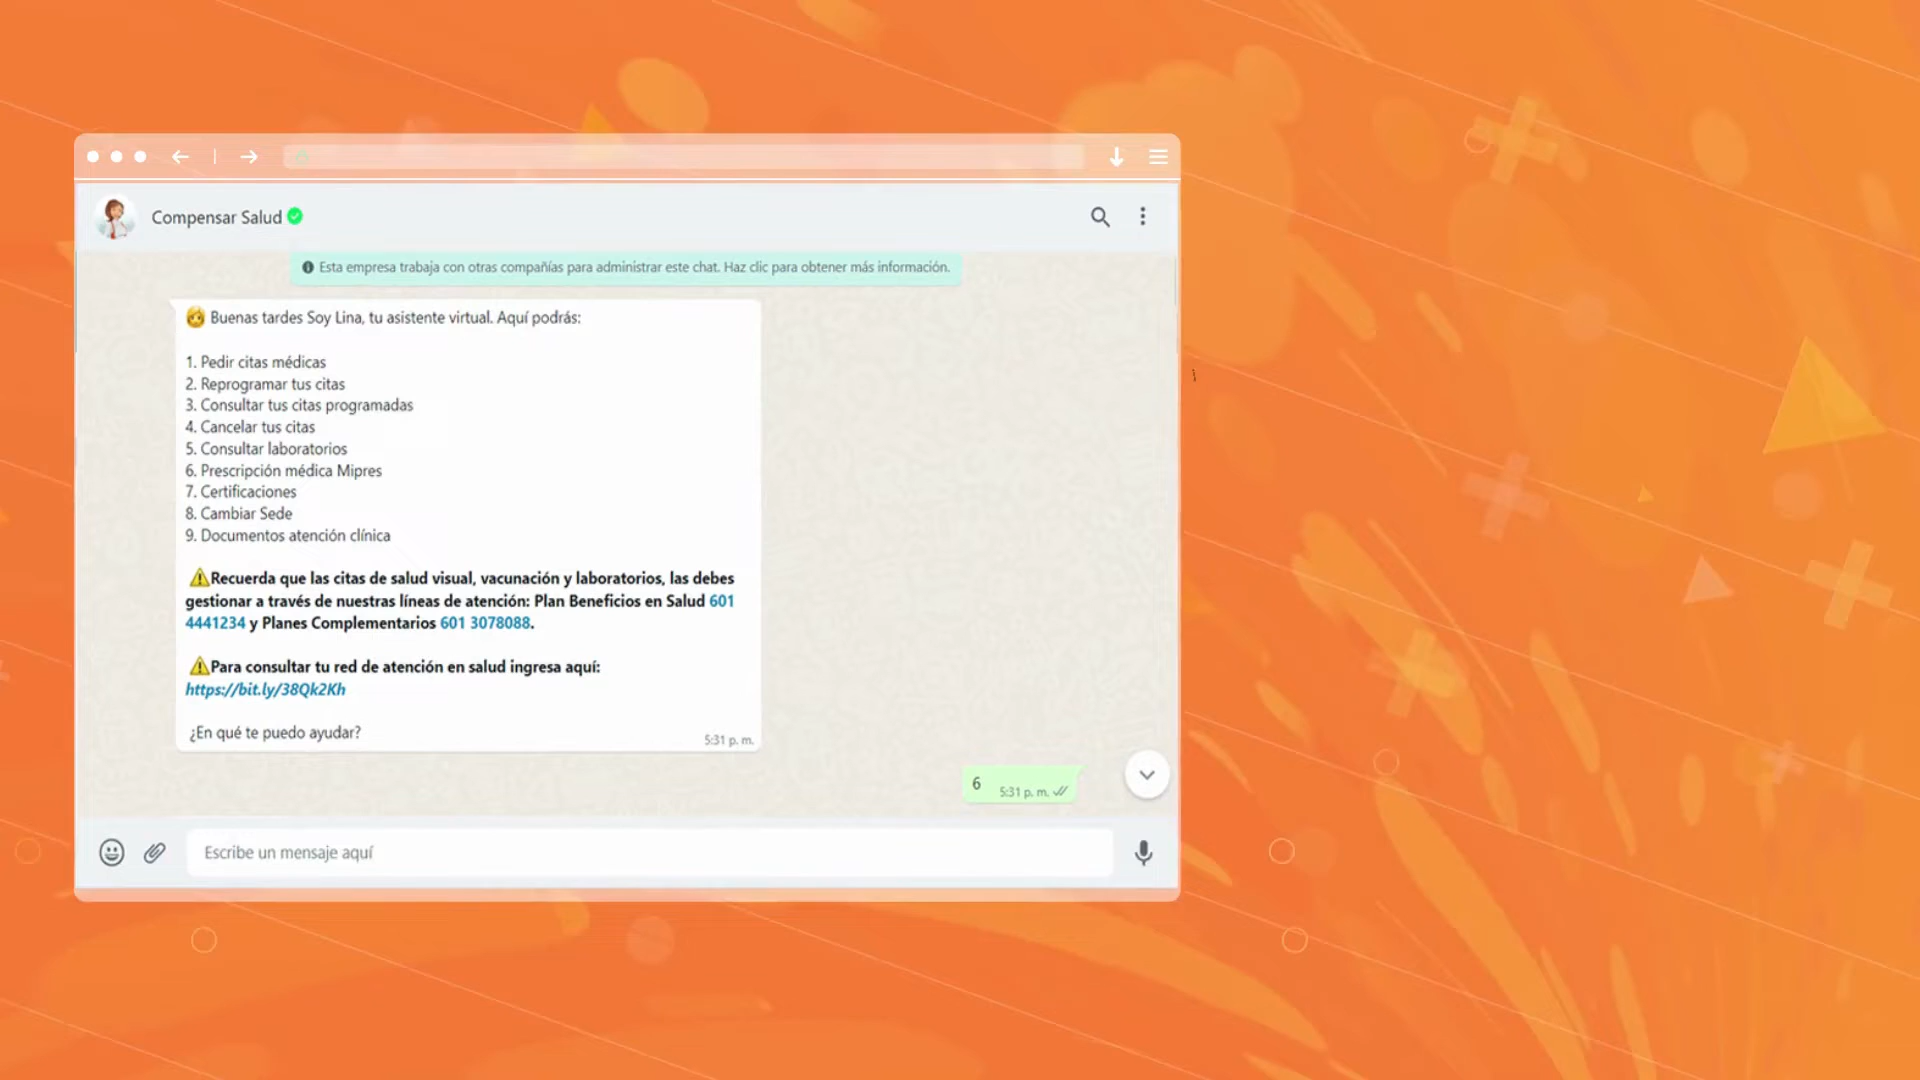 Compensar Salud
Esta empresa trabaja con otras compañías para administrar este chat. Haz clic para obtener más información.
Buenas tardes Soy Lina, tu asistente virtual. Aquí podrás:
1. Pedir citas médicas
2. Reprogramar tus citas
3. Consultar tus citas programadas
4. Cancelar tus citas
5. Consultar laboratorios
6. Prescripción médica Mipres
7. Certificaciones
8. Cambiar Sede
9. Documentos atención clínica
⚠Recuerda que las citas de salud visual, vacunación y laboratorios, las debes
gestionar a través de nuestras líneas de atención: Plan Beneficios en Salud 601
4441234 y Planes Complementarios 601 3078088.
⚠Para consultar tu red de atención en salud ingresa aquí:
https://bit.ly/38Qk2Kh
¿En qué te puedo ayudar?
5:31 p. m.
6 5:31 p. m.
Escribe un mensaje aquí